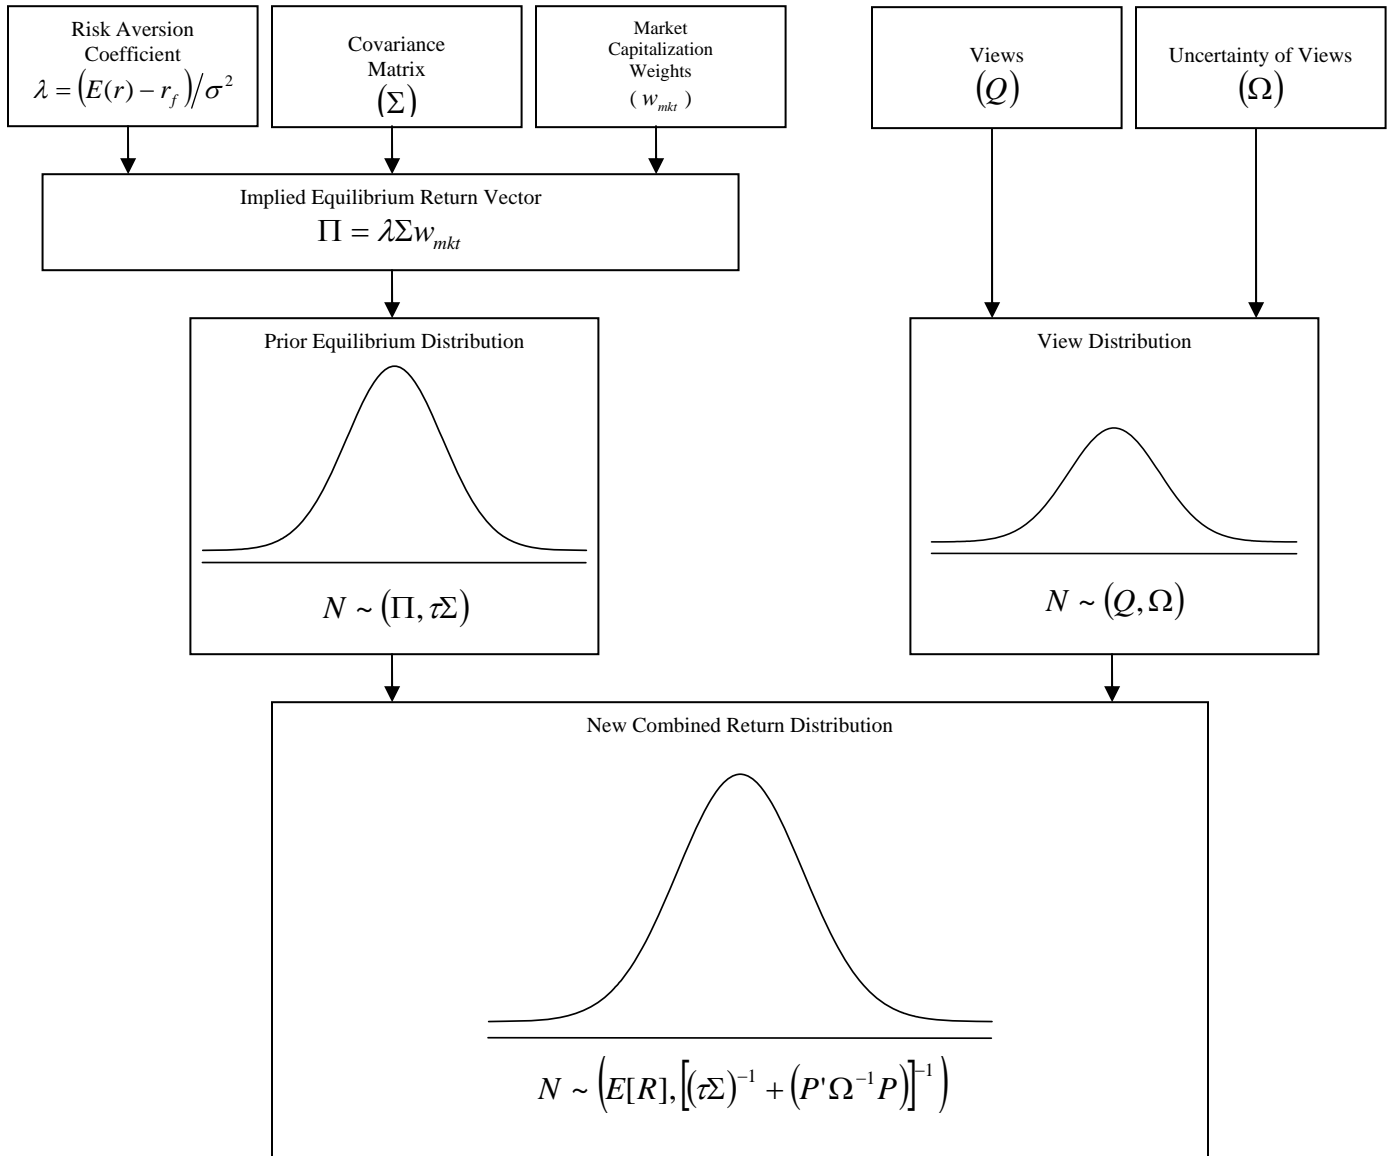 Risk Aversion
Coefficient
λ = (E(r) − r_f)/σ²
Covariance
Matrix
(Σ)
Market
Capitalization
Weights
( w_mkt )
Views
(Q)
Uncertainty of Views
(Ω)
Implied Equilibrium Return Vector
Π = λΣw_mkt
Prior Equilibrium Distribution
N ~ (Π, τΣ)
View Distribution
N ~ (Q, Ω)
New Combined Return Distribution
N ~ (E[R], [(τΣ)⁻¹ + (P'Ω⁻¹P)]⁻¹)